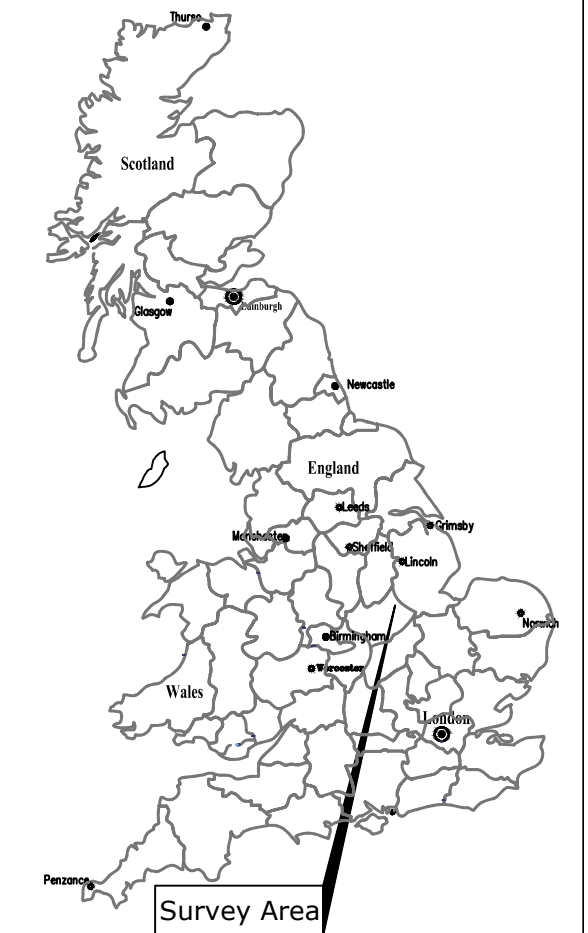 Thurso
Scotland
Edinburgh
Glasgow
Newcastle
England
Leeds
Grimsby
Manchester
Sheffield
Lincoln
Norwich
Birmingham
Worcester
Wales
London
Penzance
Survey Area